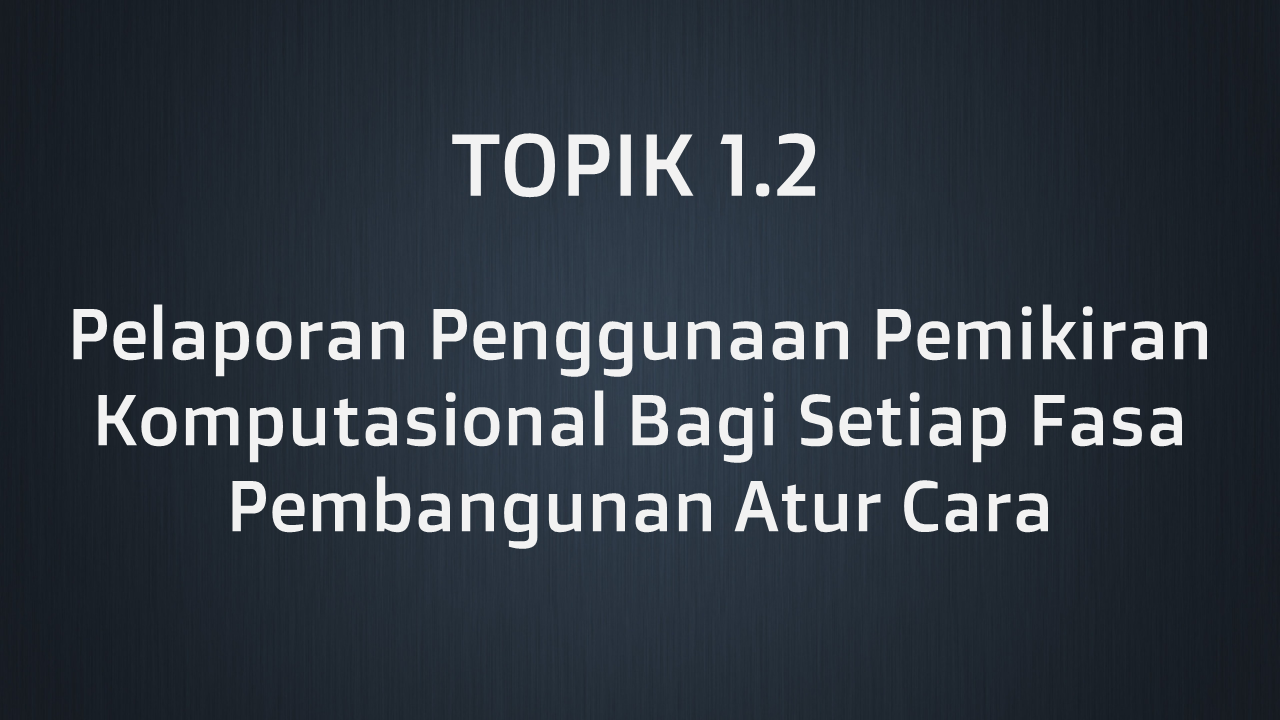 TOPIK 1.2
Pelaporan Penggunaan Pemikiran
Komputasional Bagi Setiap Fasa
Pembangunan Atur Cara